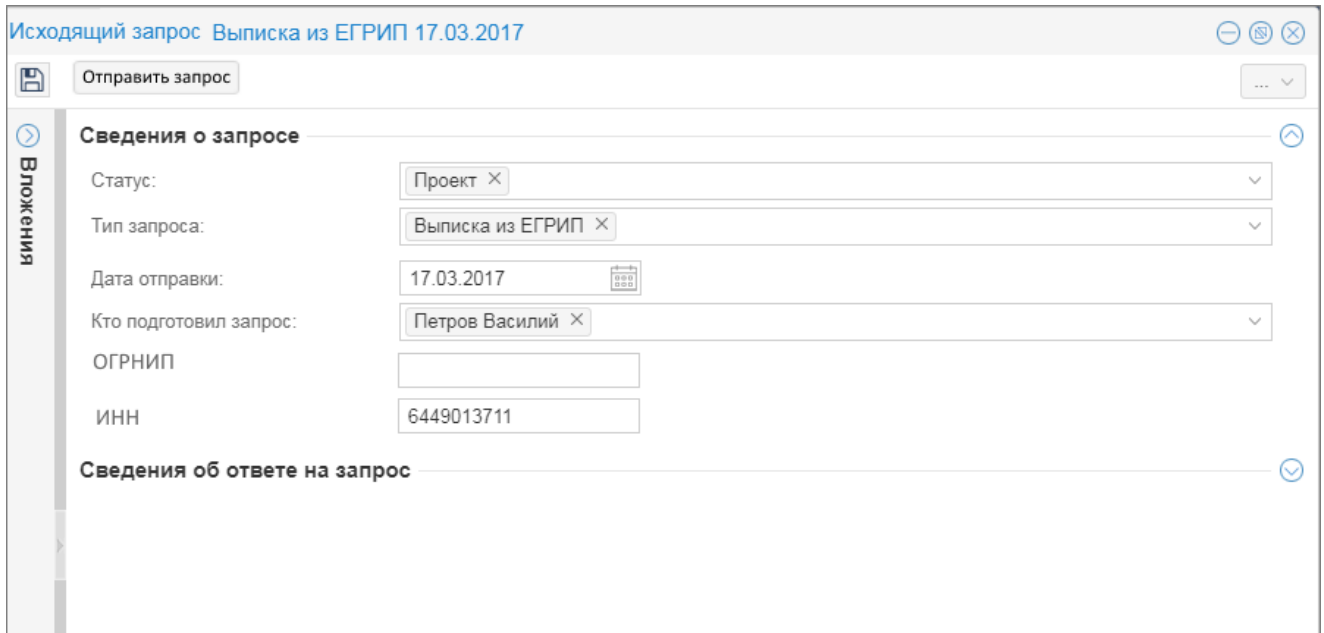 Исходящий запрос Выписка из ЕГРИП 17.03.2017
Отправить запрос
...
Вложения
Сведения о запросе
Статус: Проект
Тип запроса: Выписка из ЕГРИП
Дата отправки: 17.03.2017
Кто подготовил запрос: Петров Василий
ОГРНИП
ИНН 6449013711
Сведения об ответе на запрос